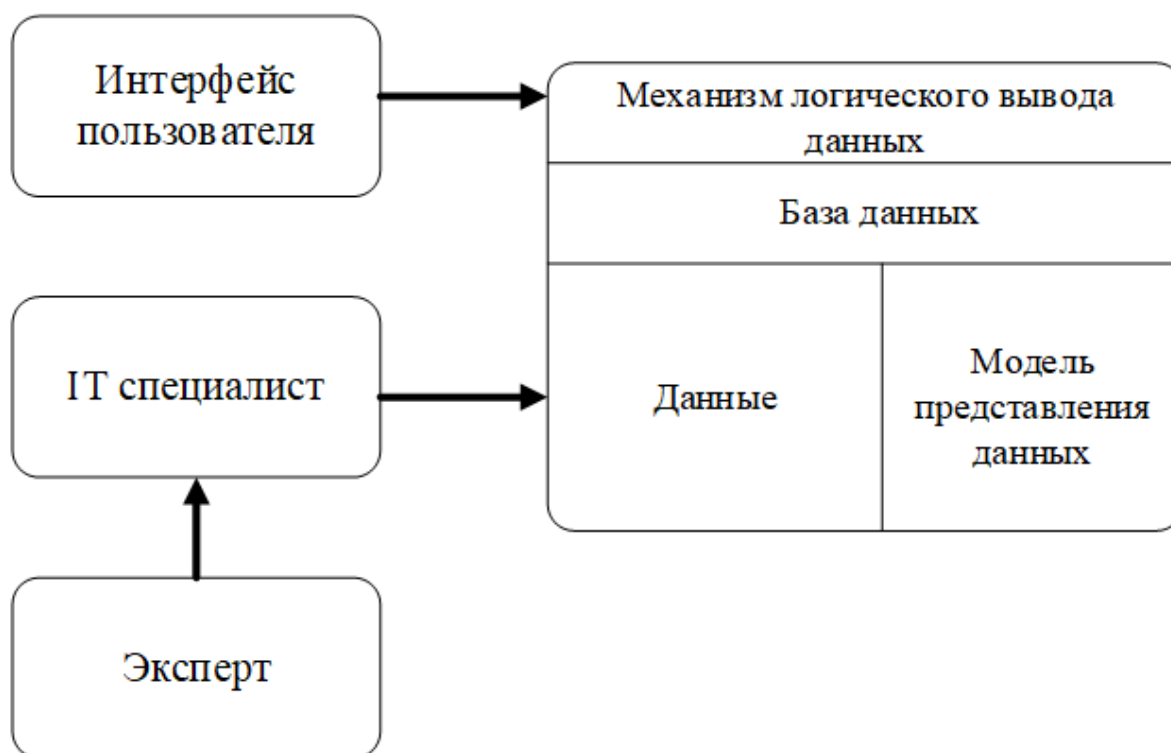 Интерфейс
пользователя
Механизм логического вывода
данных
База данных
IT специалист
Данные
Модель
представления
данных
Эксперт